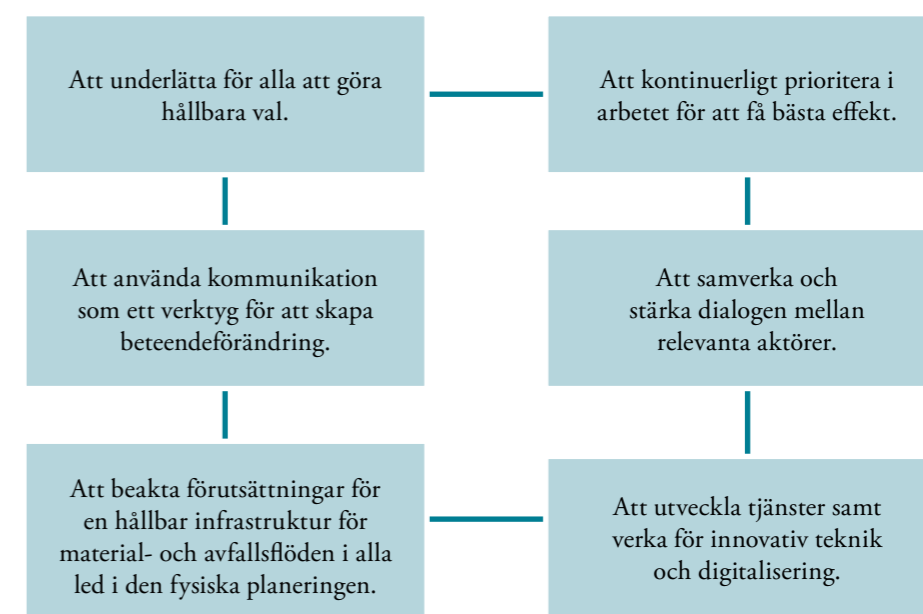 Att underlätta för alla att göra
hållbara val.
Att kontinuerligt prioritera i
arbetet för att få bästa effekt.
Att använda kommunikation
som ett verktyg för att skapa
beteendeförändring.
Att samverka och
stärka dialogen mellan
relevanta aktörer.
Att beakta förutsättningar för
en hållbar infrastruktur för
material- och avfallsflöden i alla
led i den fysiska planeringen.
Att utveckla tjänster samt
verka för innovativ teknik
och digitalisering.